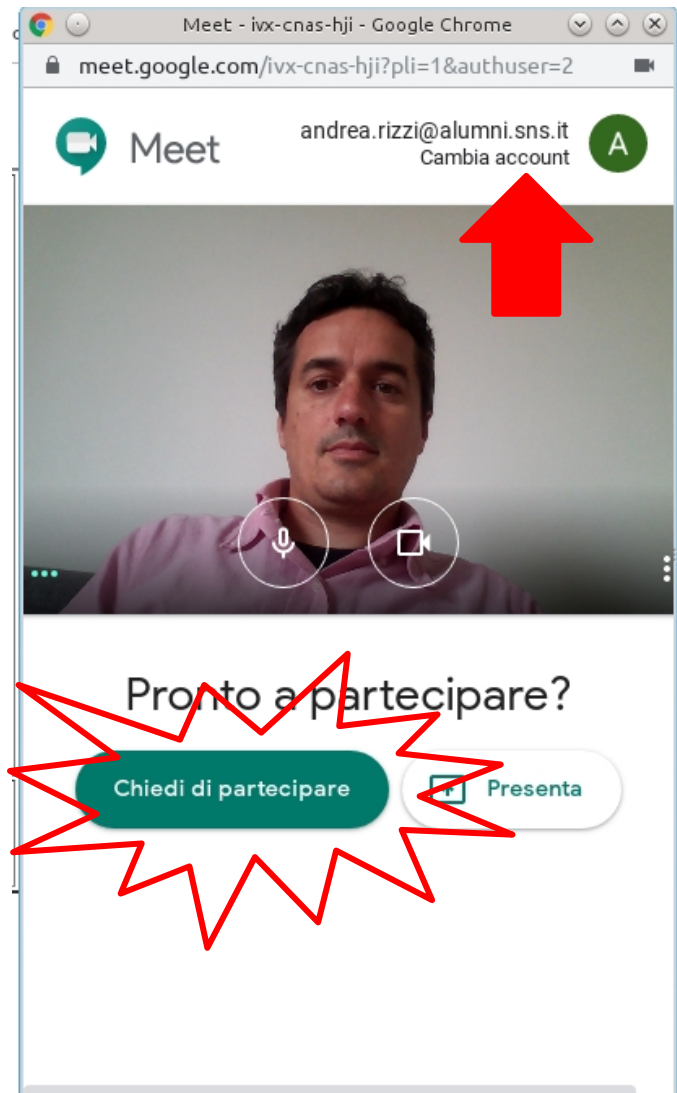 Meet - ivx-cnas-hji - Google Chrome
meet.google.com/ivx-cnas-hji?pli=1&authuser=2
Meet
andrea.rizzi@alumni.sns.it
Cambia account
A
Pronto a partecipare?
Chiedi di partecipare
Presenta